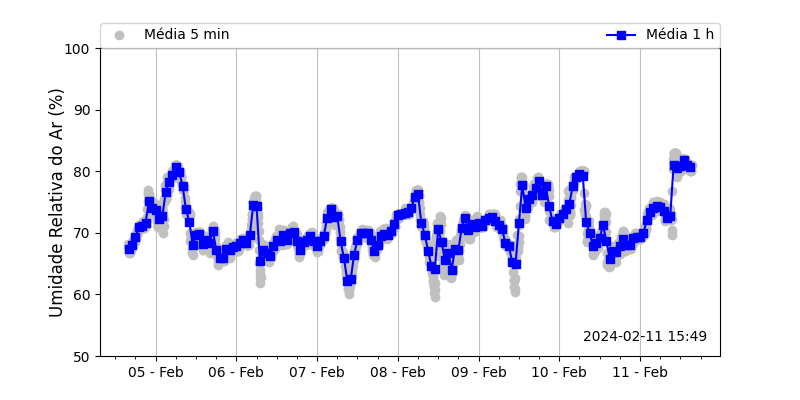 Média 5 min
Média 1 h
Umidade Relativa do Ar (%)
100
90
80
70
60
50
2024-02-11 15:49
05 - Feb
06 - Feb
07 - Feb
08 - Feb
09 - Feb
10 - Feb
11 - Feb